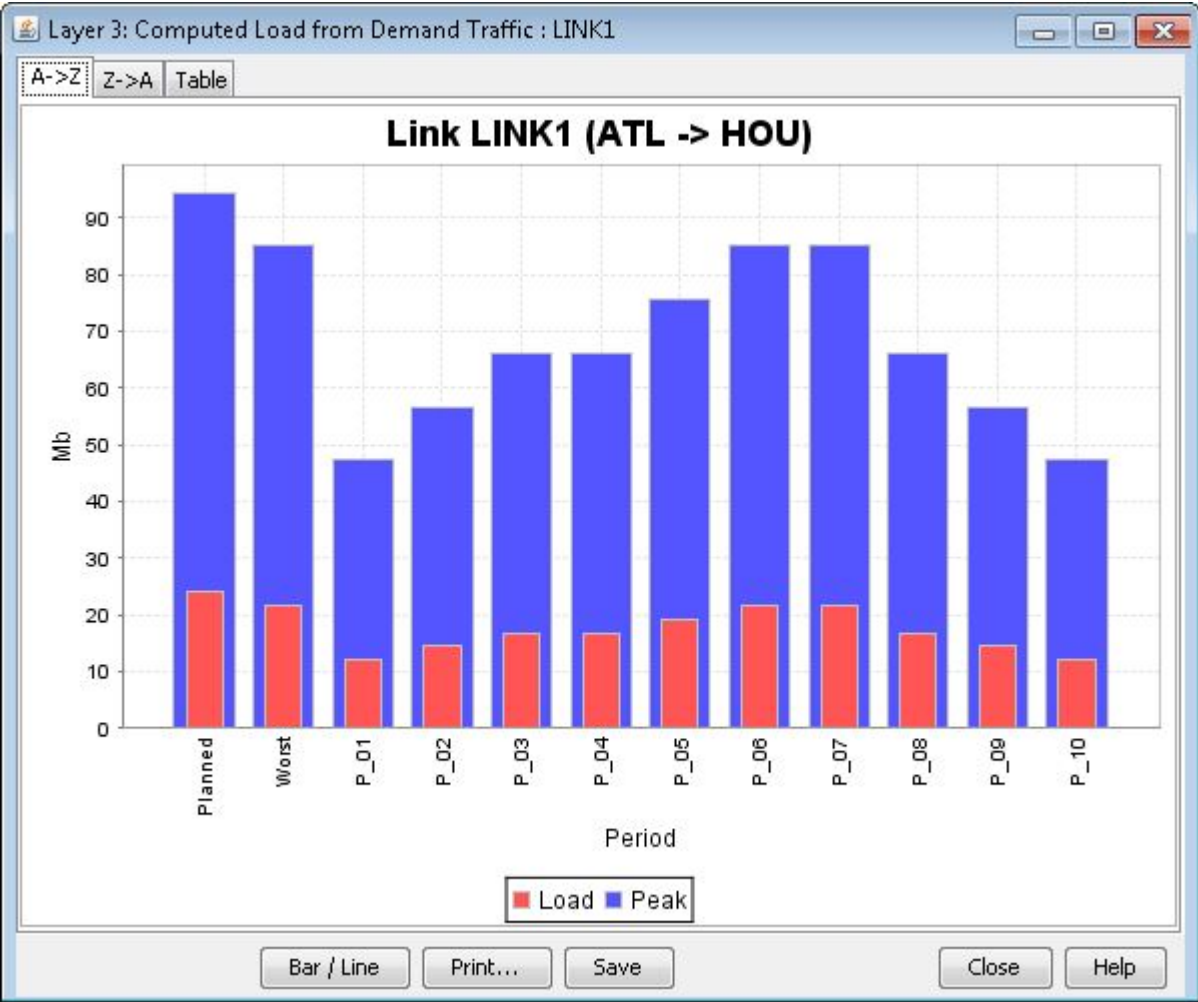 Layer 3: Computed Load from Demand Traffic : LINK1
A->Z Z->A Table
Link LINK1 (ATL -> HOU)
90
80
70
60
50
40
30
20
10
0
Mb
Planned Worst P_01 P_02 P_03 P_04 P_05 P_06 P_07 P_08 P_09 P_10
Period
Load Peak
Bar / Line Print... Save Close Help